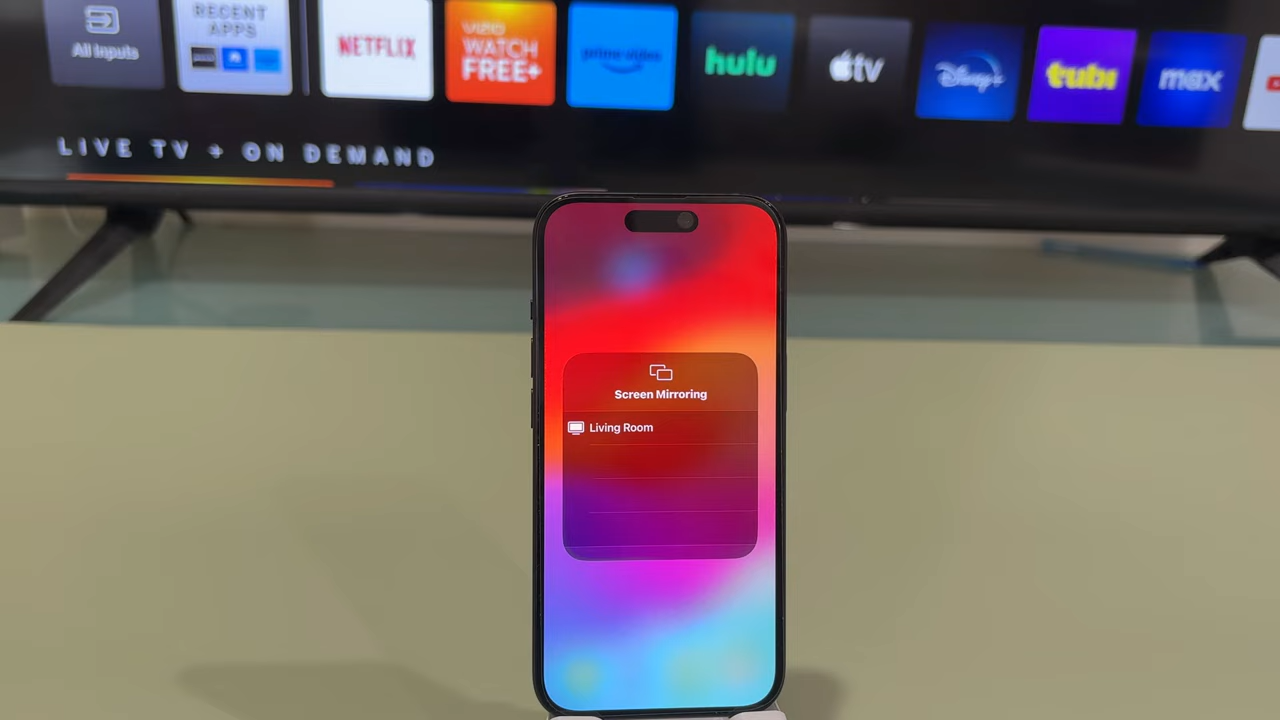 All Inputs
RECENT
APPS
NETFLIX
VIZIO
WATCH
FREE+
prime video
hulu
tv
Disney+
tubi
max
LIVE TV + ON DEMAND
Screen Mirroring
Living Room